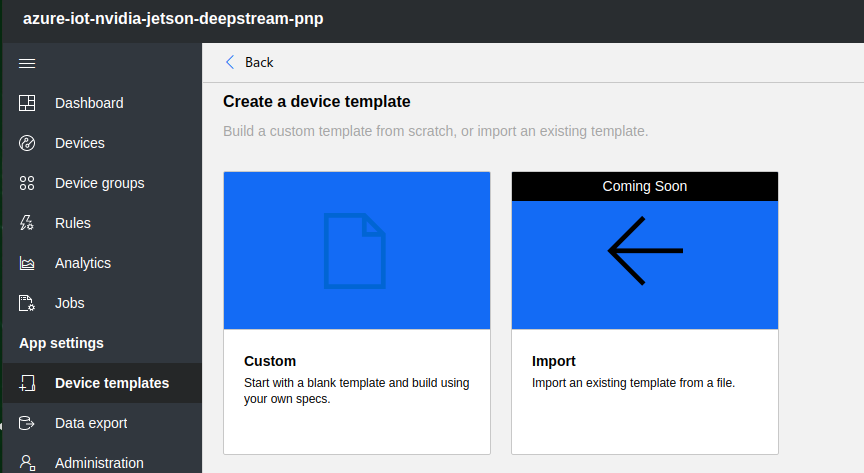 azure-iot-nvidia-jetson-deepstream-pnp
Back
Dashboard
Devices
Device groups
Rules
Analytics
Jobs
App settings
Device templates
Data export
Administration
Create a device template
Build a custom template from scratch, or import an existing template.
Custom
Start with a blank template and build using
your own specs.
Coming Soon
Import
Import an existing template from a file.